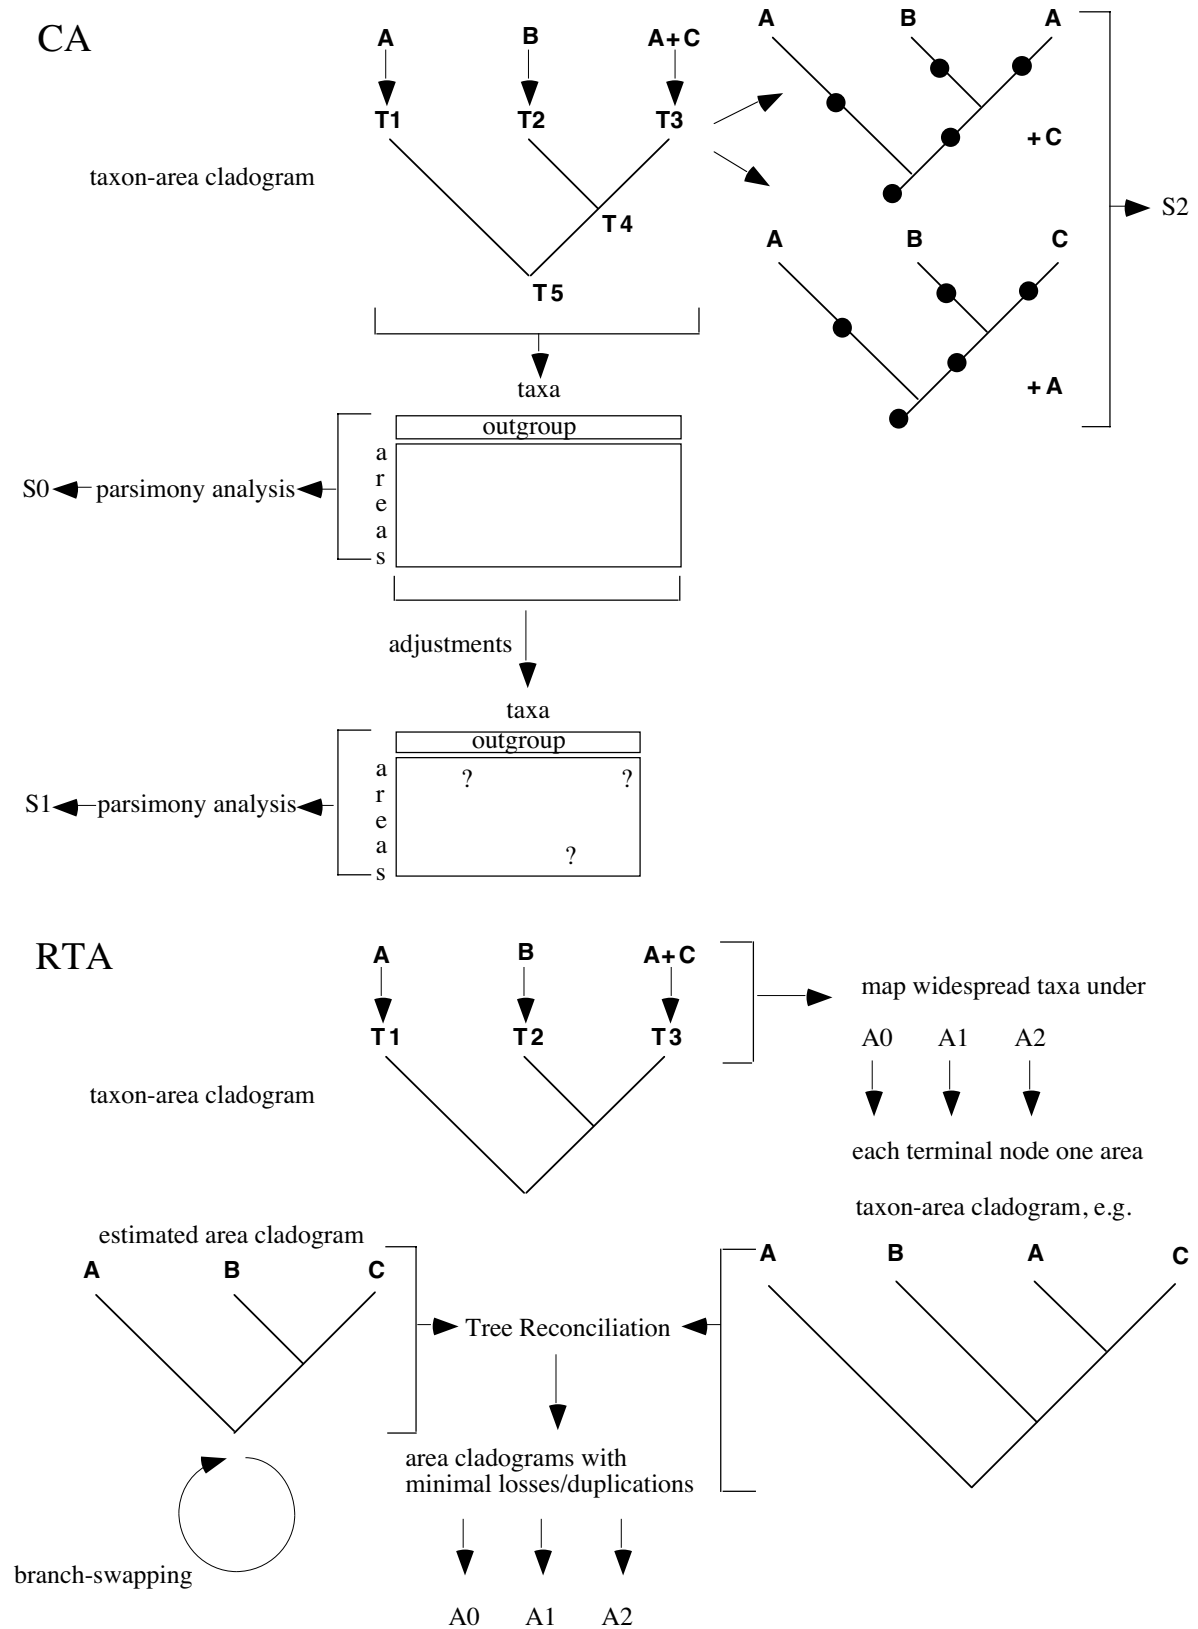 CA
A B A+C
T1 T2 T3
taxon-area cladogram
T4
T5
A B A
+C
A B C
+A
S2
taxa
outgroup
a
r
e
a
s
S0 parsimony analysis
adjustments
taxa
outgroup
a
r
e
a
s
? ?
?
S1 parsimony analysis
RTA
A B A+C
T1 T2 T3
taxon-area cladogram
map widespread taxa under
A0 A1 A2
each terminal node one area
taxon-area cladogram, e.g.
A B A C
estimated area cladogram
A B C
Tree Reconciliation
area cladograms with
minimal losses/duplications
branch-swapping
A0 A1 A2